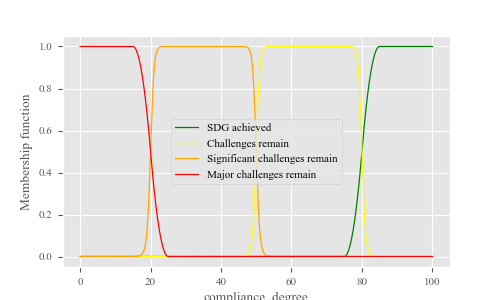 1.0
0.8
0.6
0.4
0.2
0.0
Membership function
SDG achieved
Challenges remain
Significant challenges remain
Major challenges remain
0 20 40 60 80 100
compliance_degree